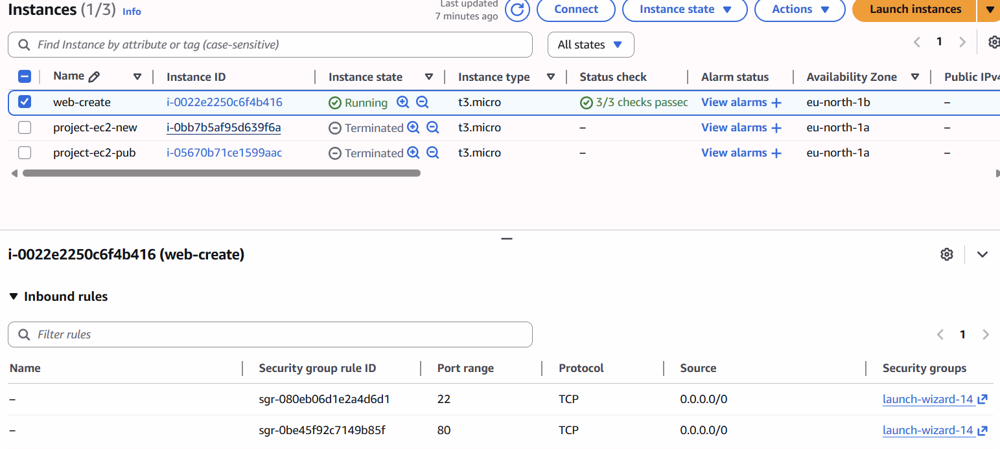 Instances (1/3) Info
Last updated
7 minutes ago
Connect
Instance state
Actions
Launch instances
Find Instance by attribute or tag (case-sensitive)
All states
1
Name Instance ID Instance state Instance type Status check Alarm status Availability Zone Public IPv4
web-create i-0022e2250c6f4b416 Running t3.micro 3/3 checks passec View alarms + eu-north-1b –
project-ec2-new i-0bb7b5af95d639f6a Terminated t3.micro – View alarms + eu-north-1a –
project-ec2-pub i-05670b71ce1599aac Terminated t3.micro – View alarms + eu-north-1a –
i-0022e2250c6f4b416 (web-create)
Inbound rules
Filter rules
1
Name Security group rule ID Port range Protocol Source Security groups
– sgr-080eb06d1e2a4d6d1 22 TCP 0.0.0.0/0 launch-wizard-14
– sgr-0be45f92c7149b85f 80 TCP 0.0.0.0/0 launch-wizard-14